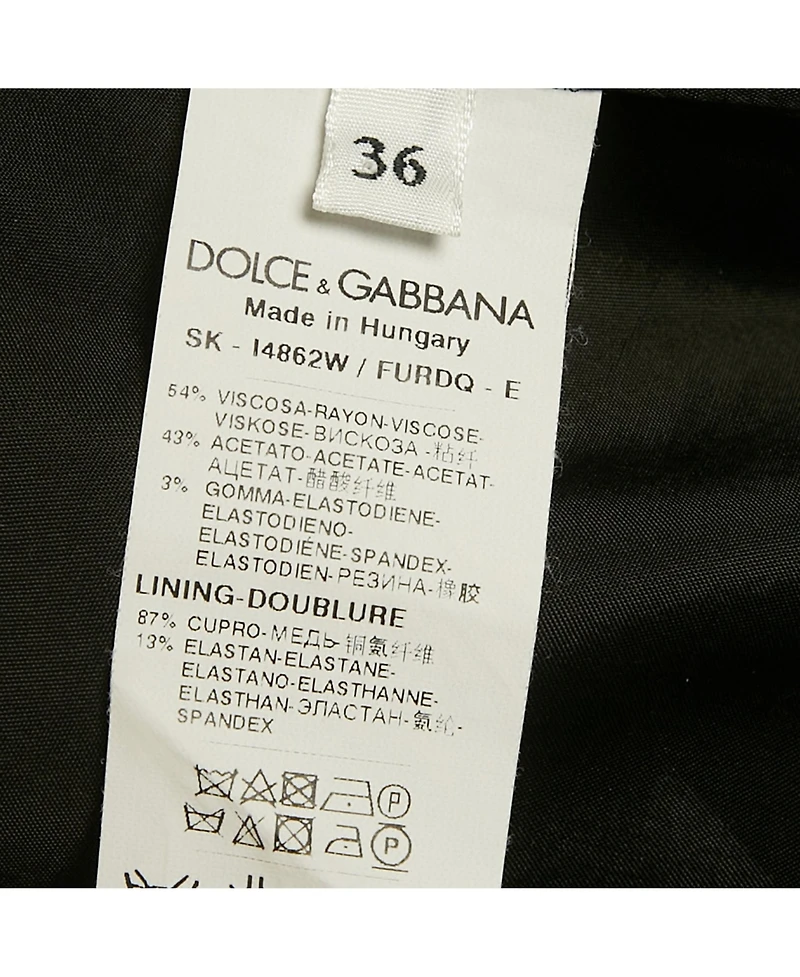 36
DOLCE & GABBANA
Made in Hungary
SK - I4862W / FURDQ - E
54% VISCOSA-RAYON-VISCOSE-
VISKOSE-ВИСКОЗА-粘纤
43% ACETATO-ACETATE-ACETAT-
АЦЕТАТ-醋酸纤维
3% GOMMA-ELASTODIENE-
ELASTODIENO-
ELASTODIÉNE-SPANDEX-
ELASTODIEN-РЕЗИНА-橡胶
LINING-DOUBLURE
87% CUPRO-МЕДЬ-铜氨纤维
13% ELASTAN-ELASTANE-
ELASTANO-ELASTHANNE-
ELASTHAN-ЭЛАСТАН-氨纶-
SPANDEX
P
P